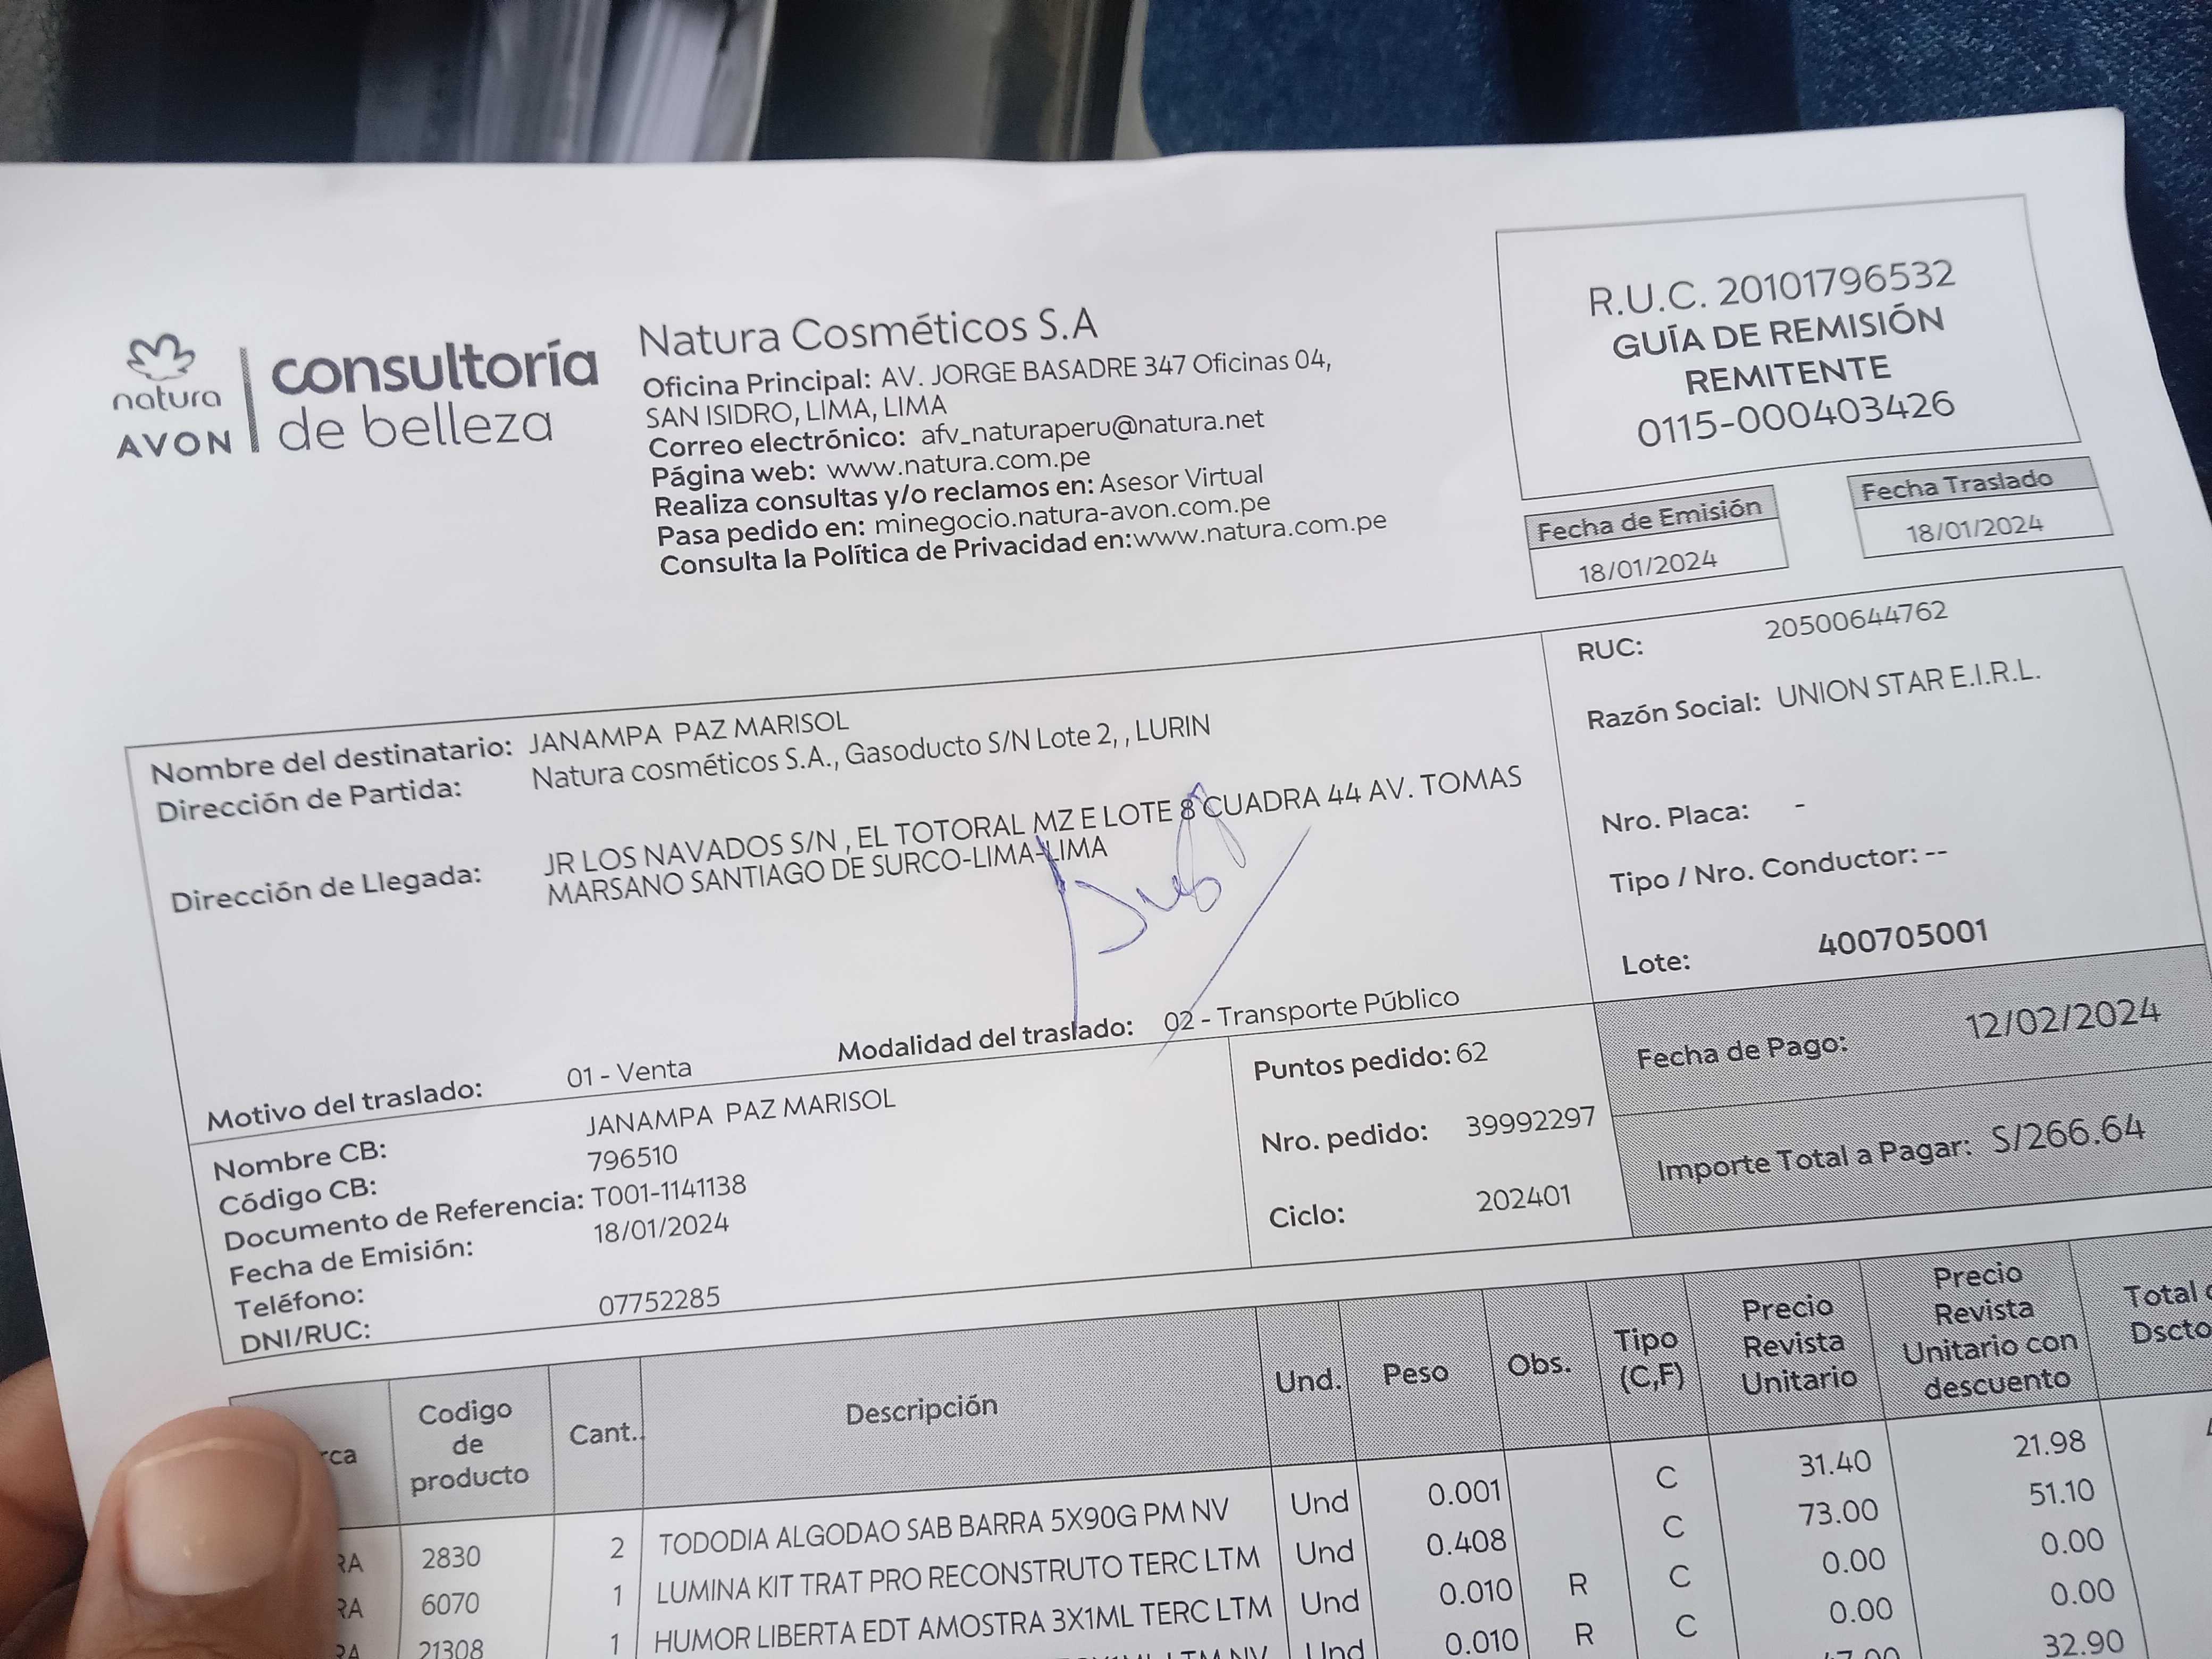 natura
AVON
consultoría
de belleza
Natura Cosméticos S.A
Oficina Principal: AV. JORGE BASADRE 347 Oficinas 04,
SAN ISIDRO, LIMA, LIMA
Correo electrónico: afv_naturaperu@natura.net
Página web: www.natura.com.pe
Realiza consultas y/o reclamos en: Asesor Virtual
Pasa pedido en: minegocio.natura-avon.com.pe
Consulta la Política de Privacidad en:www.natura.com.pe
R.U.C. 20101796532
GUÍA DE REMISIÓN
REMITENTE
0115-000403426
Fecha de Emisión
18/01/2024
Fecha Traslado
18/01/2024
Nombre del destinatario: JANAMPA PAZ MARISOL
Dirección de Partida: Natura cosméticos S.A., Gasoducto S/N Lote 2, , LURIN
Dirección de Llegada: JR LOS NAVADOS S/N , EL TOTORAL MZ E LOTE 8 CUADRA 44 AV. TOMAS
MARSANO SANTIAGO DE SURCO-LIMA-LIMA
Motivo del traslado: 01 - Venta Modalidad del traslado: 02 - Transporte Público
RUC: 20500644762
Razón Social: UNION STAR E.I.R.L.
Nro. Placa: -
Tipo / Nro. Conductor: --
Lote: 400705001
Nombre CB: JANAMPA PAZ MARISOL
Código CB: 796510
Documento de Referencia: T001-1141138
Fecha de Emisión: 18/01/2024
Teléfono:
DNI/RUC: 07752285
Puntos pedido: 62
Nro. pedido: 39992297
Ciclo: 202401
Fecha de Pago: 12/02/2024
Importe Total a Pagar: S/266.64
rca Codigo de producto Cant. Descripción Und. Peso Obs. Tipo (C,F) Precio Revista Unitario Precio Revista Unitario con descuento Total Dscto
RA 2830 2 TODODIA ALGODAO SAB BARRA 5X90G PM NV Und 0.001 C 31.40 21.98
RA 6070 1 LUMINA KIT TRAT PRO RECONSTRUTO TERC LTM Und 0.408 C 73.00 51.10
RA 21308 1 HUMOR LIBERTA EDT AMOSTRA 3X1ML TERC LTM Und 0.010 R C 0.00 0.00
LTM NV Und 0.010 R C 0.00 0.00
32.90